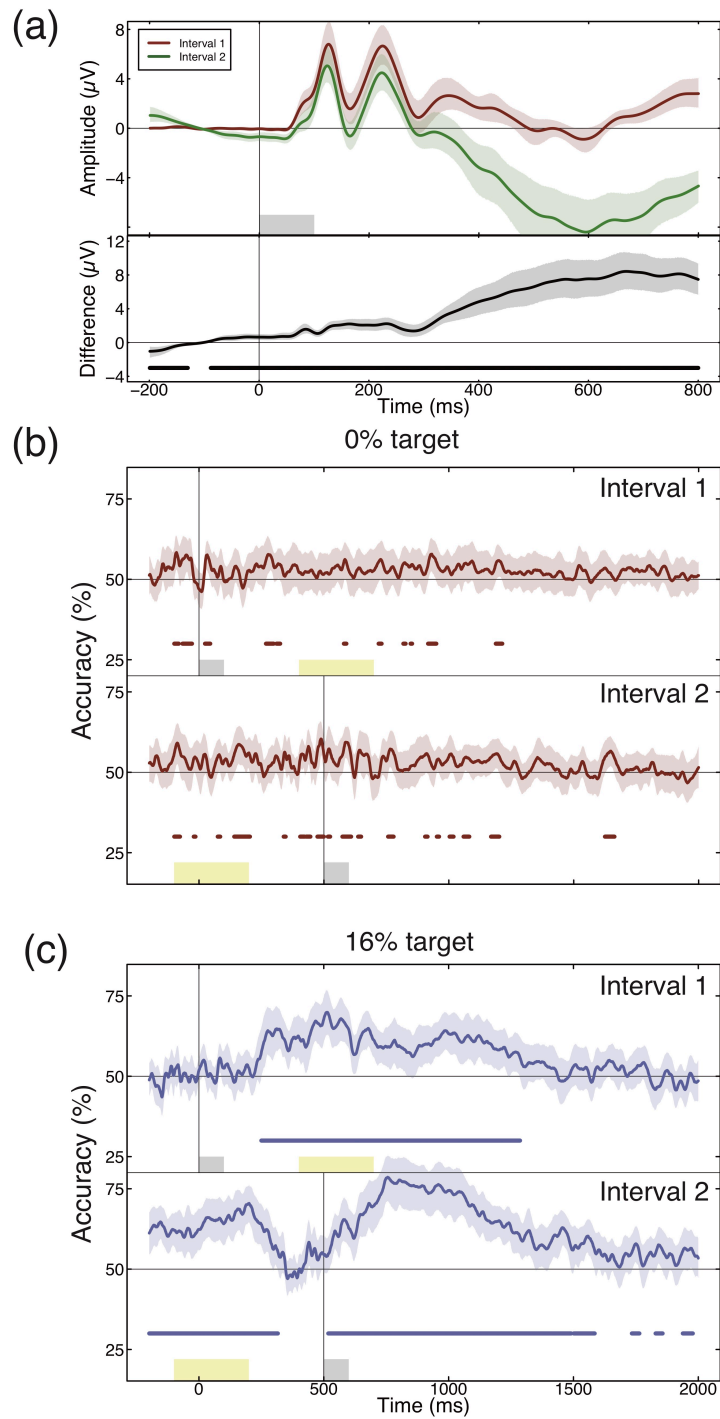 (a)
8
4
0
−4
Amplitude (µV)
Interval 1
Interval 2
12
8
4
0
−4
Difference (µV)
−200 0 200 400 600 800
Time (ms)
(b)
0% target
Interval 1
75
50
25
Accuracy (%)
Interval 2
75
50
25
(c)
16% target
Interval 1
75
50
25
Accuracy (%)
Interval 2
75
50
25
0 500 1000 1500 2000
Time (ms)